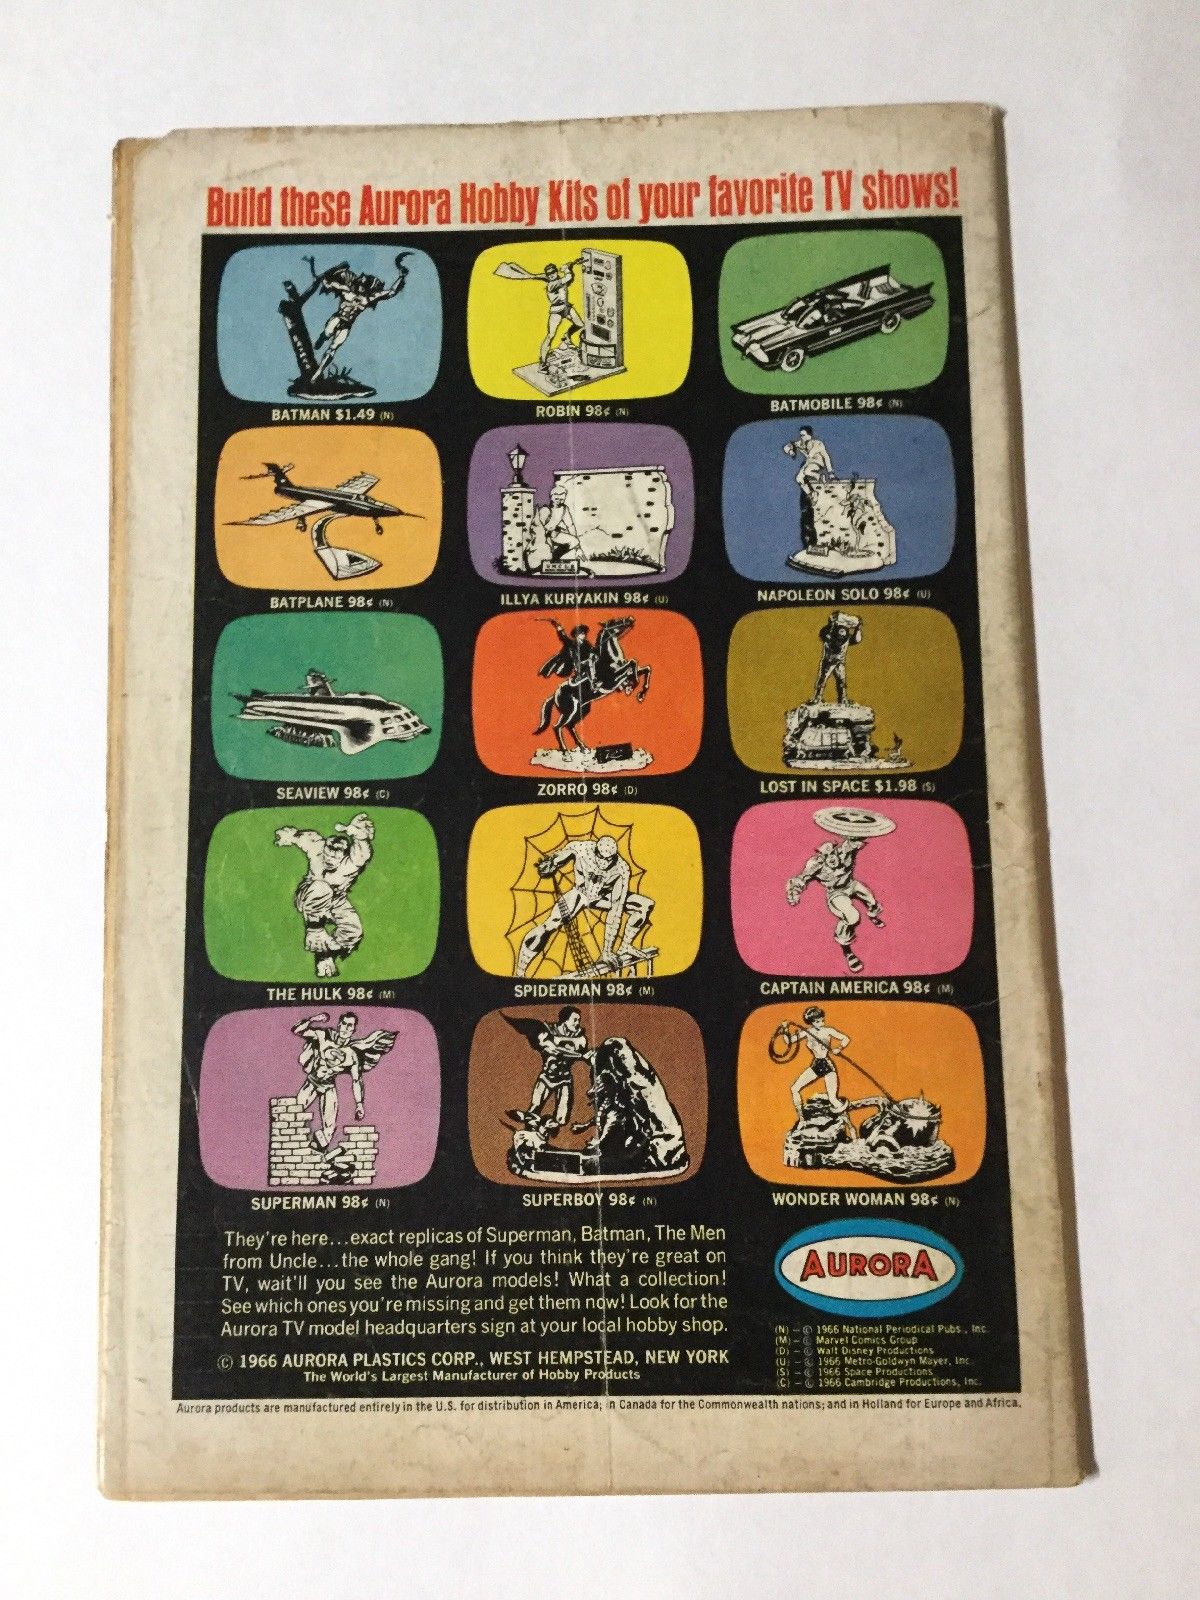 Build these Aurora Hobby Kits of your favorite TV shows!
BATMAN $1.49 (N)
ROBIN 98¢ (N)
BATMOBILE 98¢ (N)
BATPLANE 98¢ (N)
ILLYA KURYAKIN 98¢ (U)
NAPOLEON SOLO 98¢ (U)
SEAVIEW 98¢ (C)
ZORRO 98¢ (D)
LOST IN SPACE $1.98 (S)
THE HULK 98¢ (M)
SPIDERMAN 98¢ (M)
CAPTAIN AMERICA 98¢ (M)
SUPERMAN 98¢ (N)
SUPERBOY 98¢ (N)
WONDER WOMAN 98¢ (N)
They're here...exact replicas of Superman, Batman, The Men
from Uncle...the whole gang! If you think they're great on
TV, wait'll you see the Aurora models! What a collection!
See which ones you're missing and get them now! Look for the
Aurora TV model headquarters sign at your local hobby shop.
© 1966 AURORA PLASTICS CORP., WEST HEMPSTEAD, NEW YORK
The World's Largest Manufacturer of Hobby Products
AURORA
(N) – © 1966 National Periodical Pubs., Inc.
(M) – © Marvel Comics Group
(D) – © Walt Disney Productions
(U) – © 1966 Metro-Goldwyn Mayer, Inc.
(S) – © 1966 Space Productions
(C) – © 1966 Cambridge Productions, Inc.
Aurora products are manufactured entirely in the U.S. for distribution in America; in Canada for the Commonwealth nations; and in Holland for Europe and Africa.